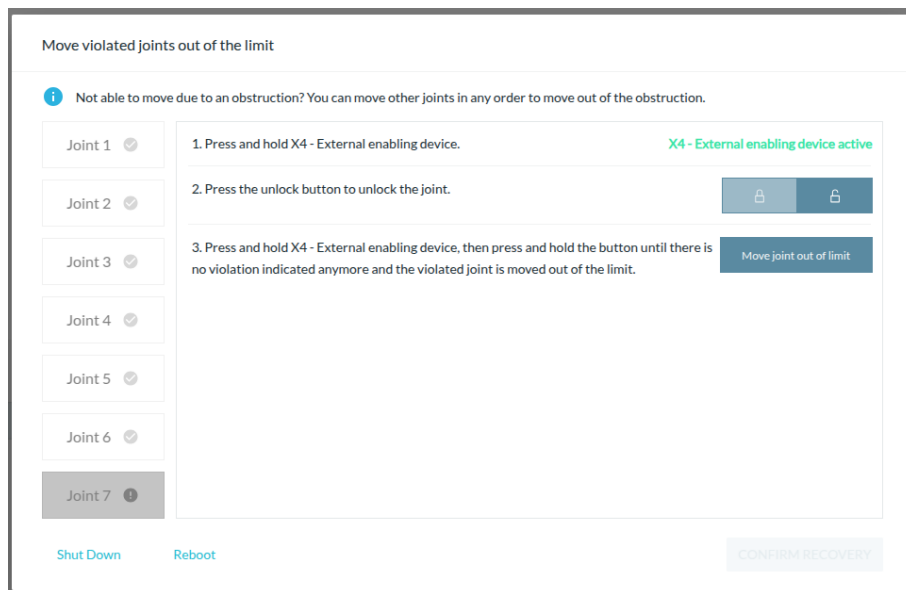 Move violated joints out of the limit
Not able to move due to an obstruction? You can move other joints in any order to move out of the obstruction.
Joint 1
Joint 2
Joint 3
Joint 4
Joint 5
Joint 6
Joint 7
1. Press and hold X4 - External enabling device.
X4 - External enabling device active
2. Press the unlock button to unlock the joint.
3. Press and hold X4 - External enabling device, then press and hold the button until there is
no violation indicated anymore and the violated joint is moved out of the limit.
Move joint out of limit
Shut Down
Reboot
CONFIRM RECOVERY